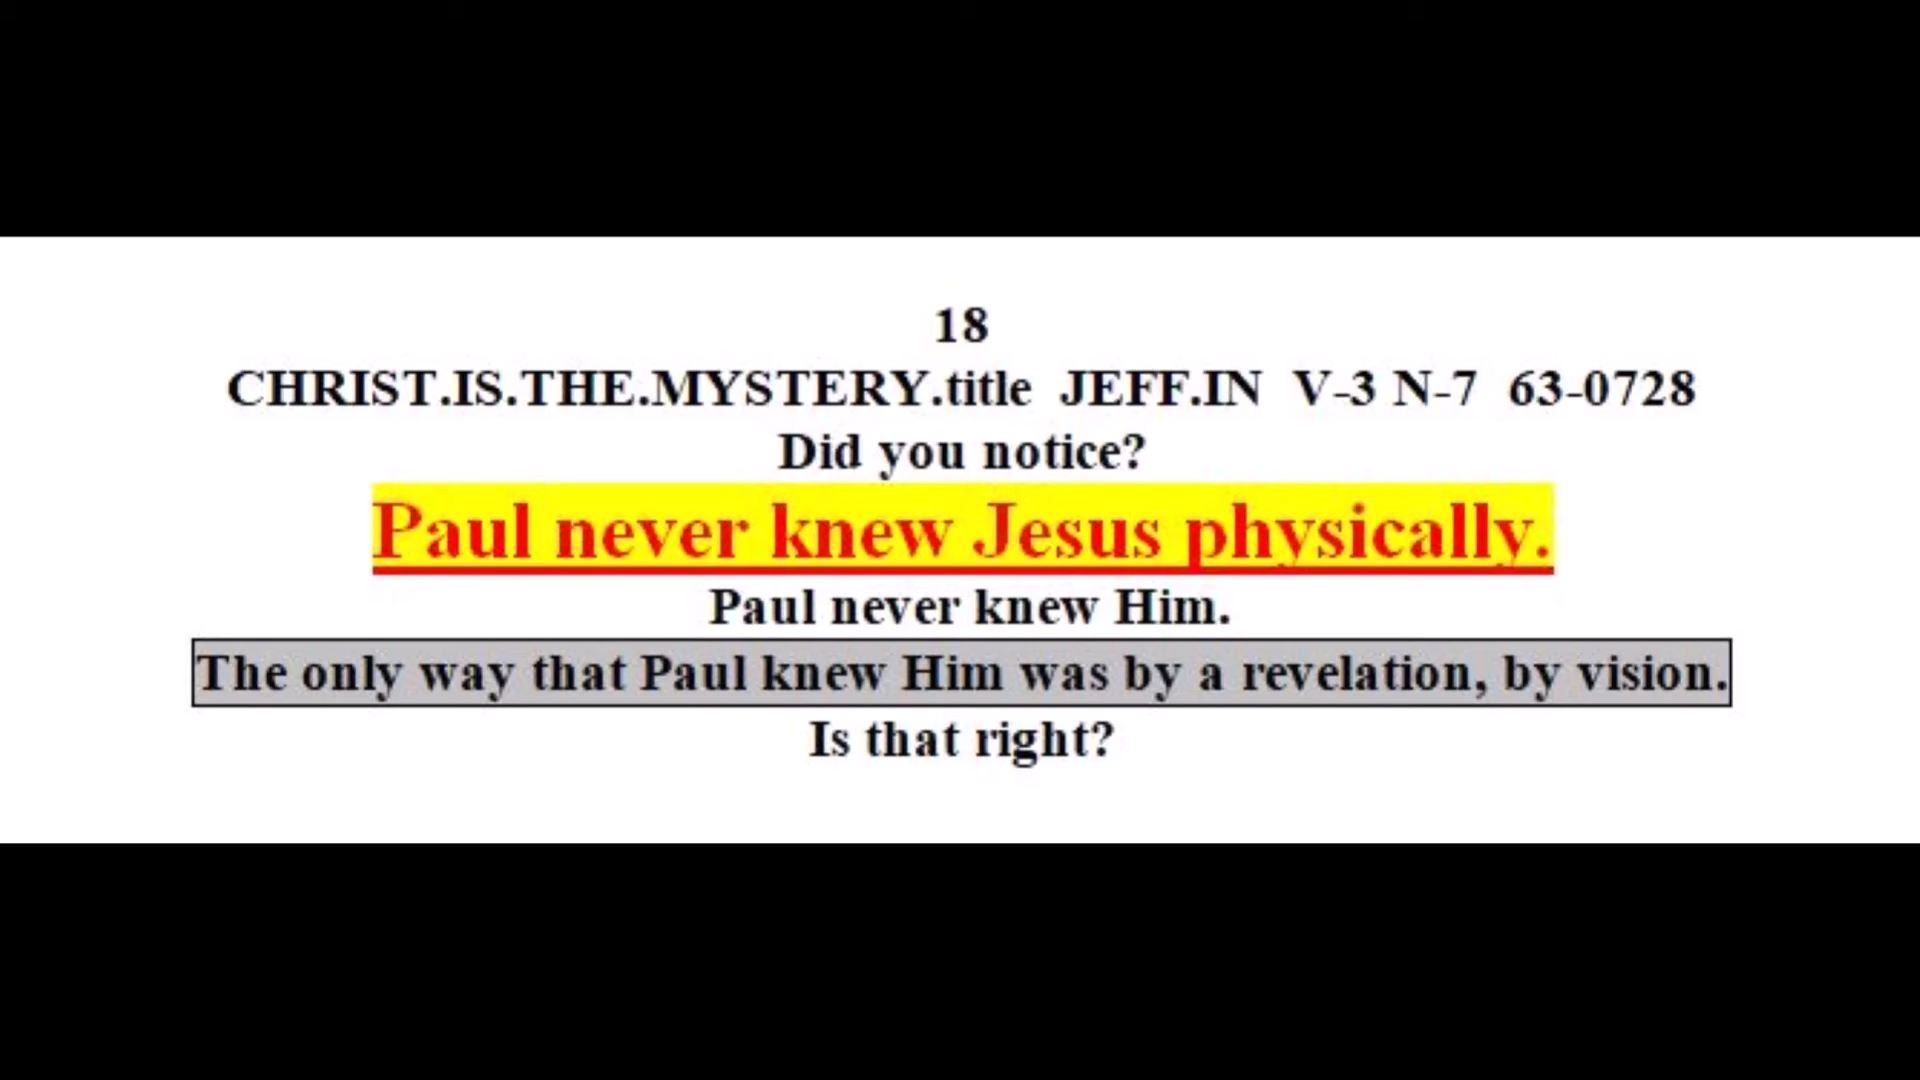 18
CHRIST.IS.THE.MYSTERY.title JEFF.IN V-3 N-7 63-0728
Did you notice?
Paul never knew Jesus physically.
Paul never knew Him.
The only way that Paul knew Him was by a revelation, by vision.
Is that right?